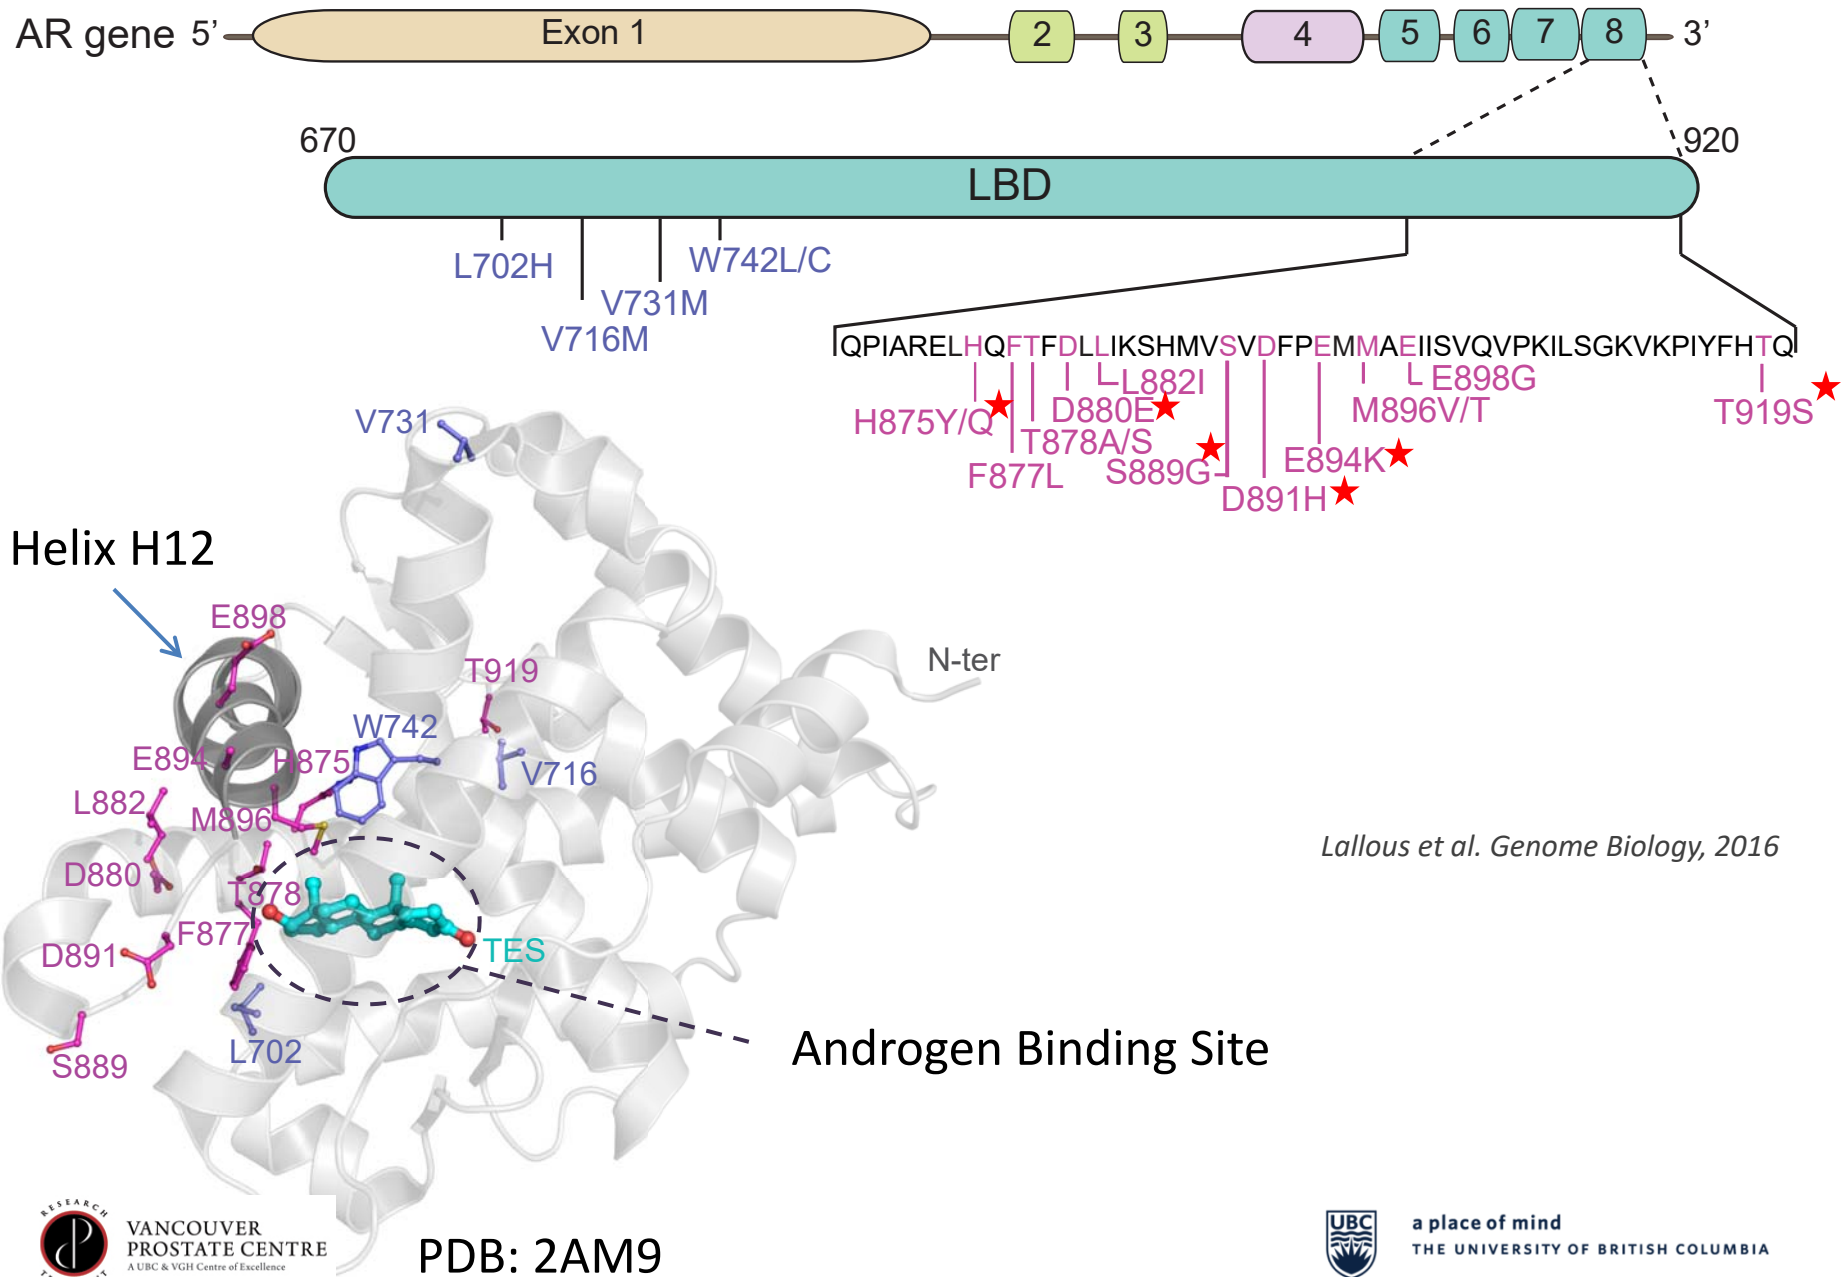 AR gene 5’ Exon 1 2 3 4 5 6 7 8 3’
670 920
LBD
L702H W742L/C
V731M
V716M
QPIARELHQFTFDLLIKSHMVSVDFPEMMAEIISVQVPKILSGKVKPIYFHTQ
L882I E898G
H875Y/Q D880E M896V/T T919S
T878A/S
F877L S889G E894K
D891H
V731
Helix H12
E898
T919 N-ter
W742
E894 H875 V716
L882 M896
D880 T878
F877
D891 TES
L702
S889
Lallous et al. Genome Biology, 2016
Androgen Binding Site
RESEARCH
VANCOUVER
PROSTATE CENTRE
A UBC & VGH Centre of Excellence
PDB: 2AM9
UBC
a place of mind
THE UNIVERSITY OF BRITISH COLUMBIA